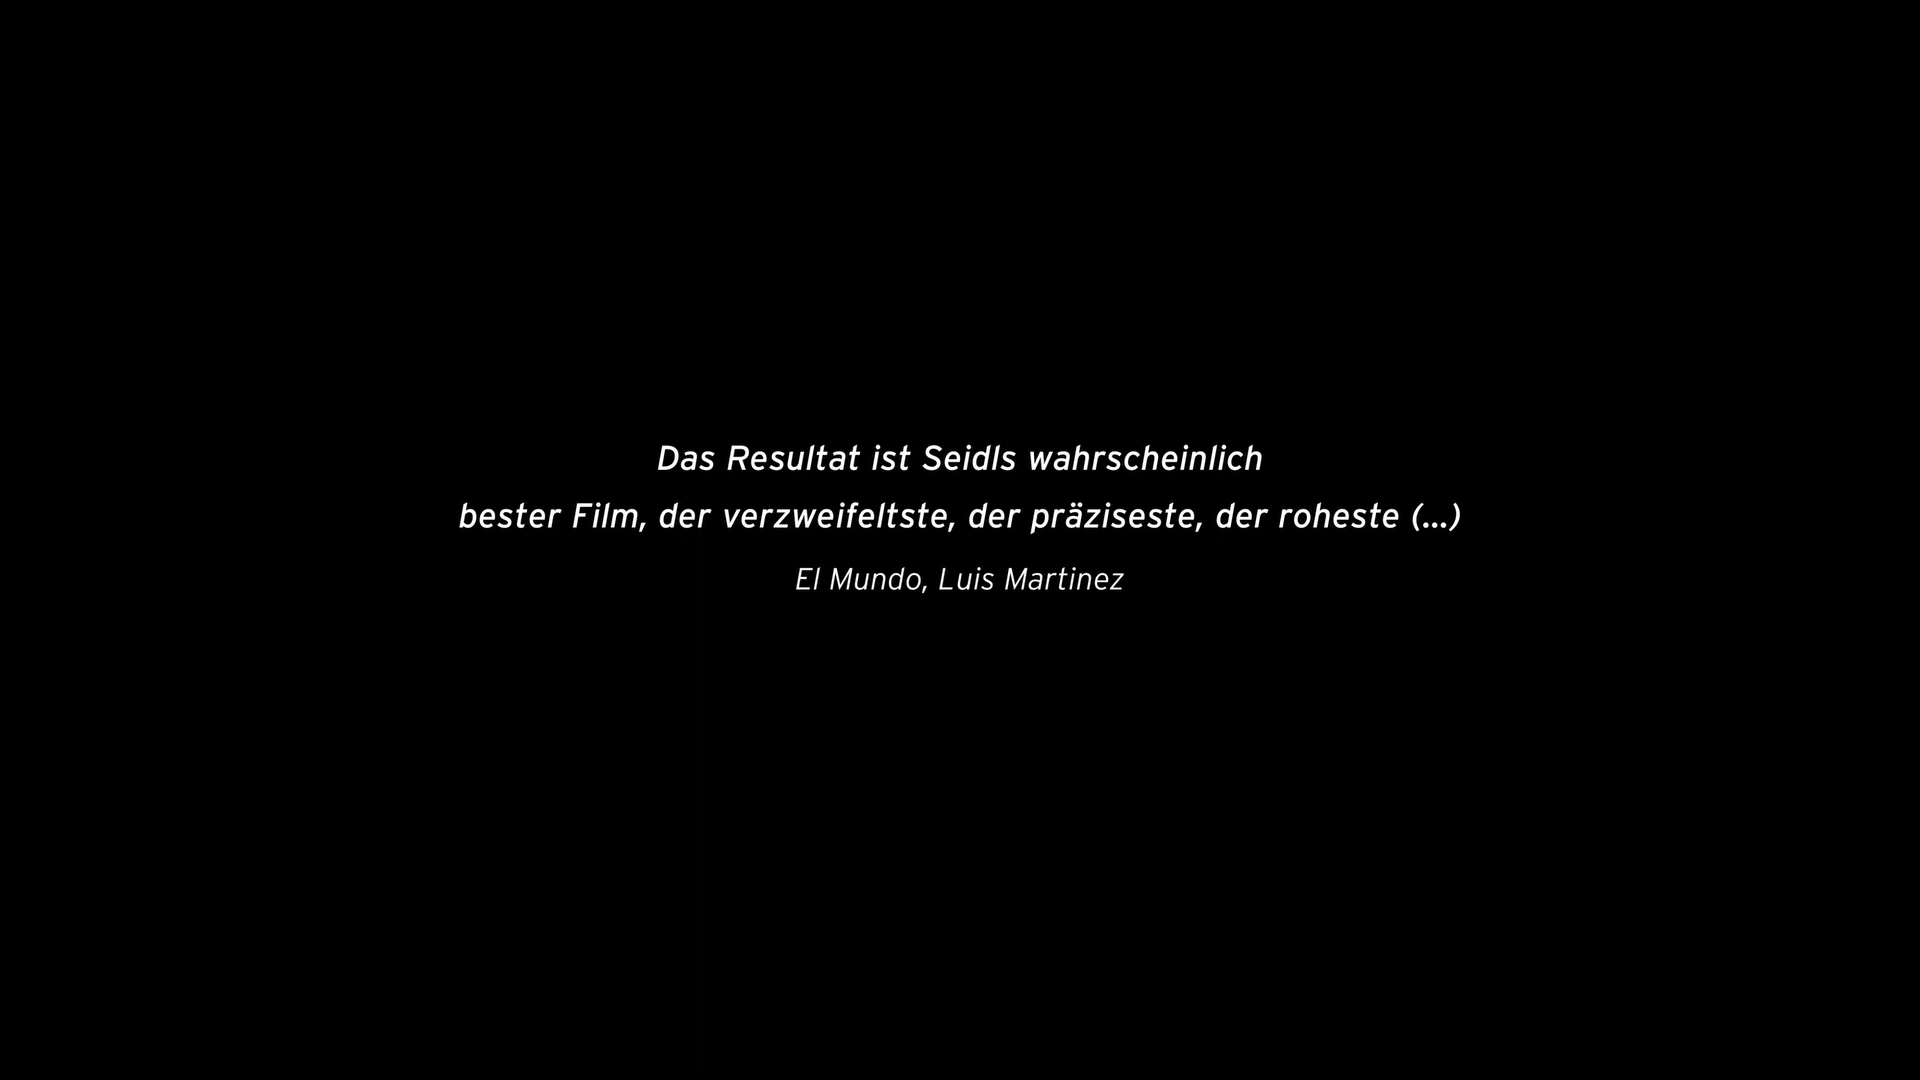 Das Resultat ist Seidls wahrscheinlich
bester Film, der verzweifeltste, der präziseste, der roheste (...)
El Mundo, Luis Martinez